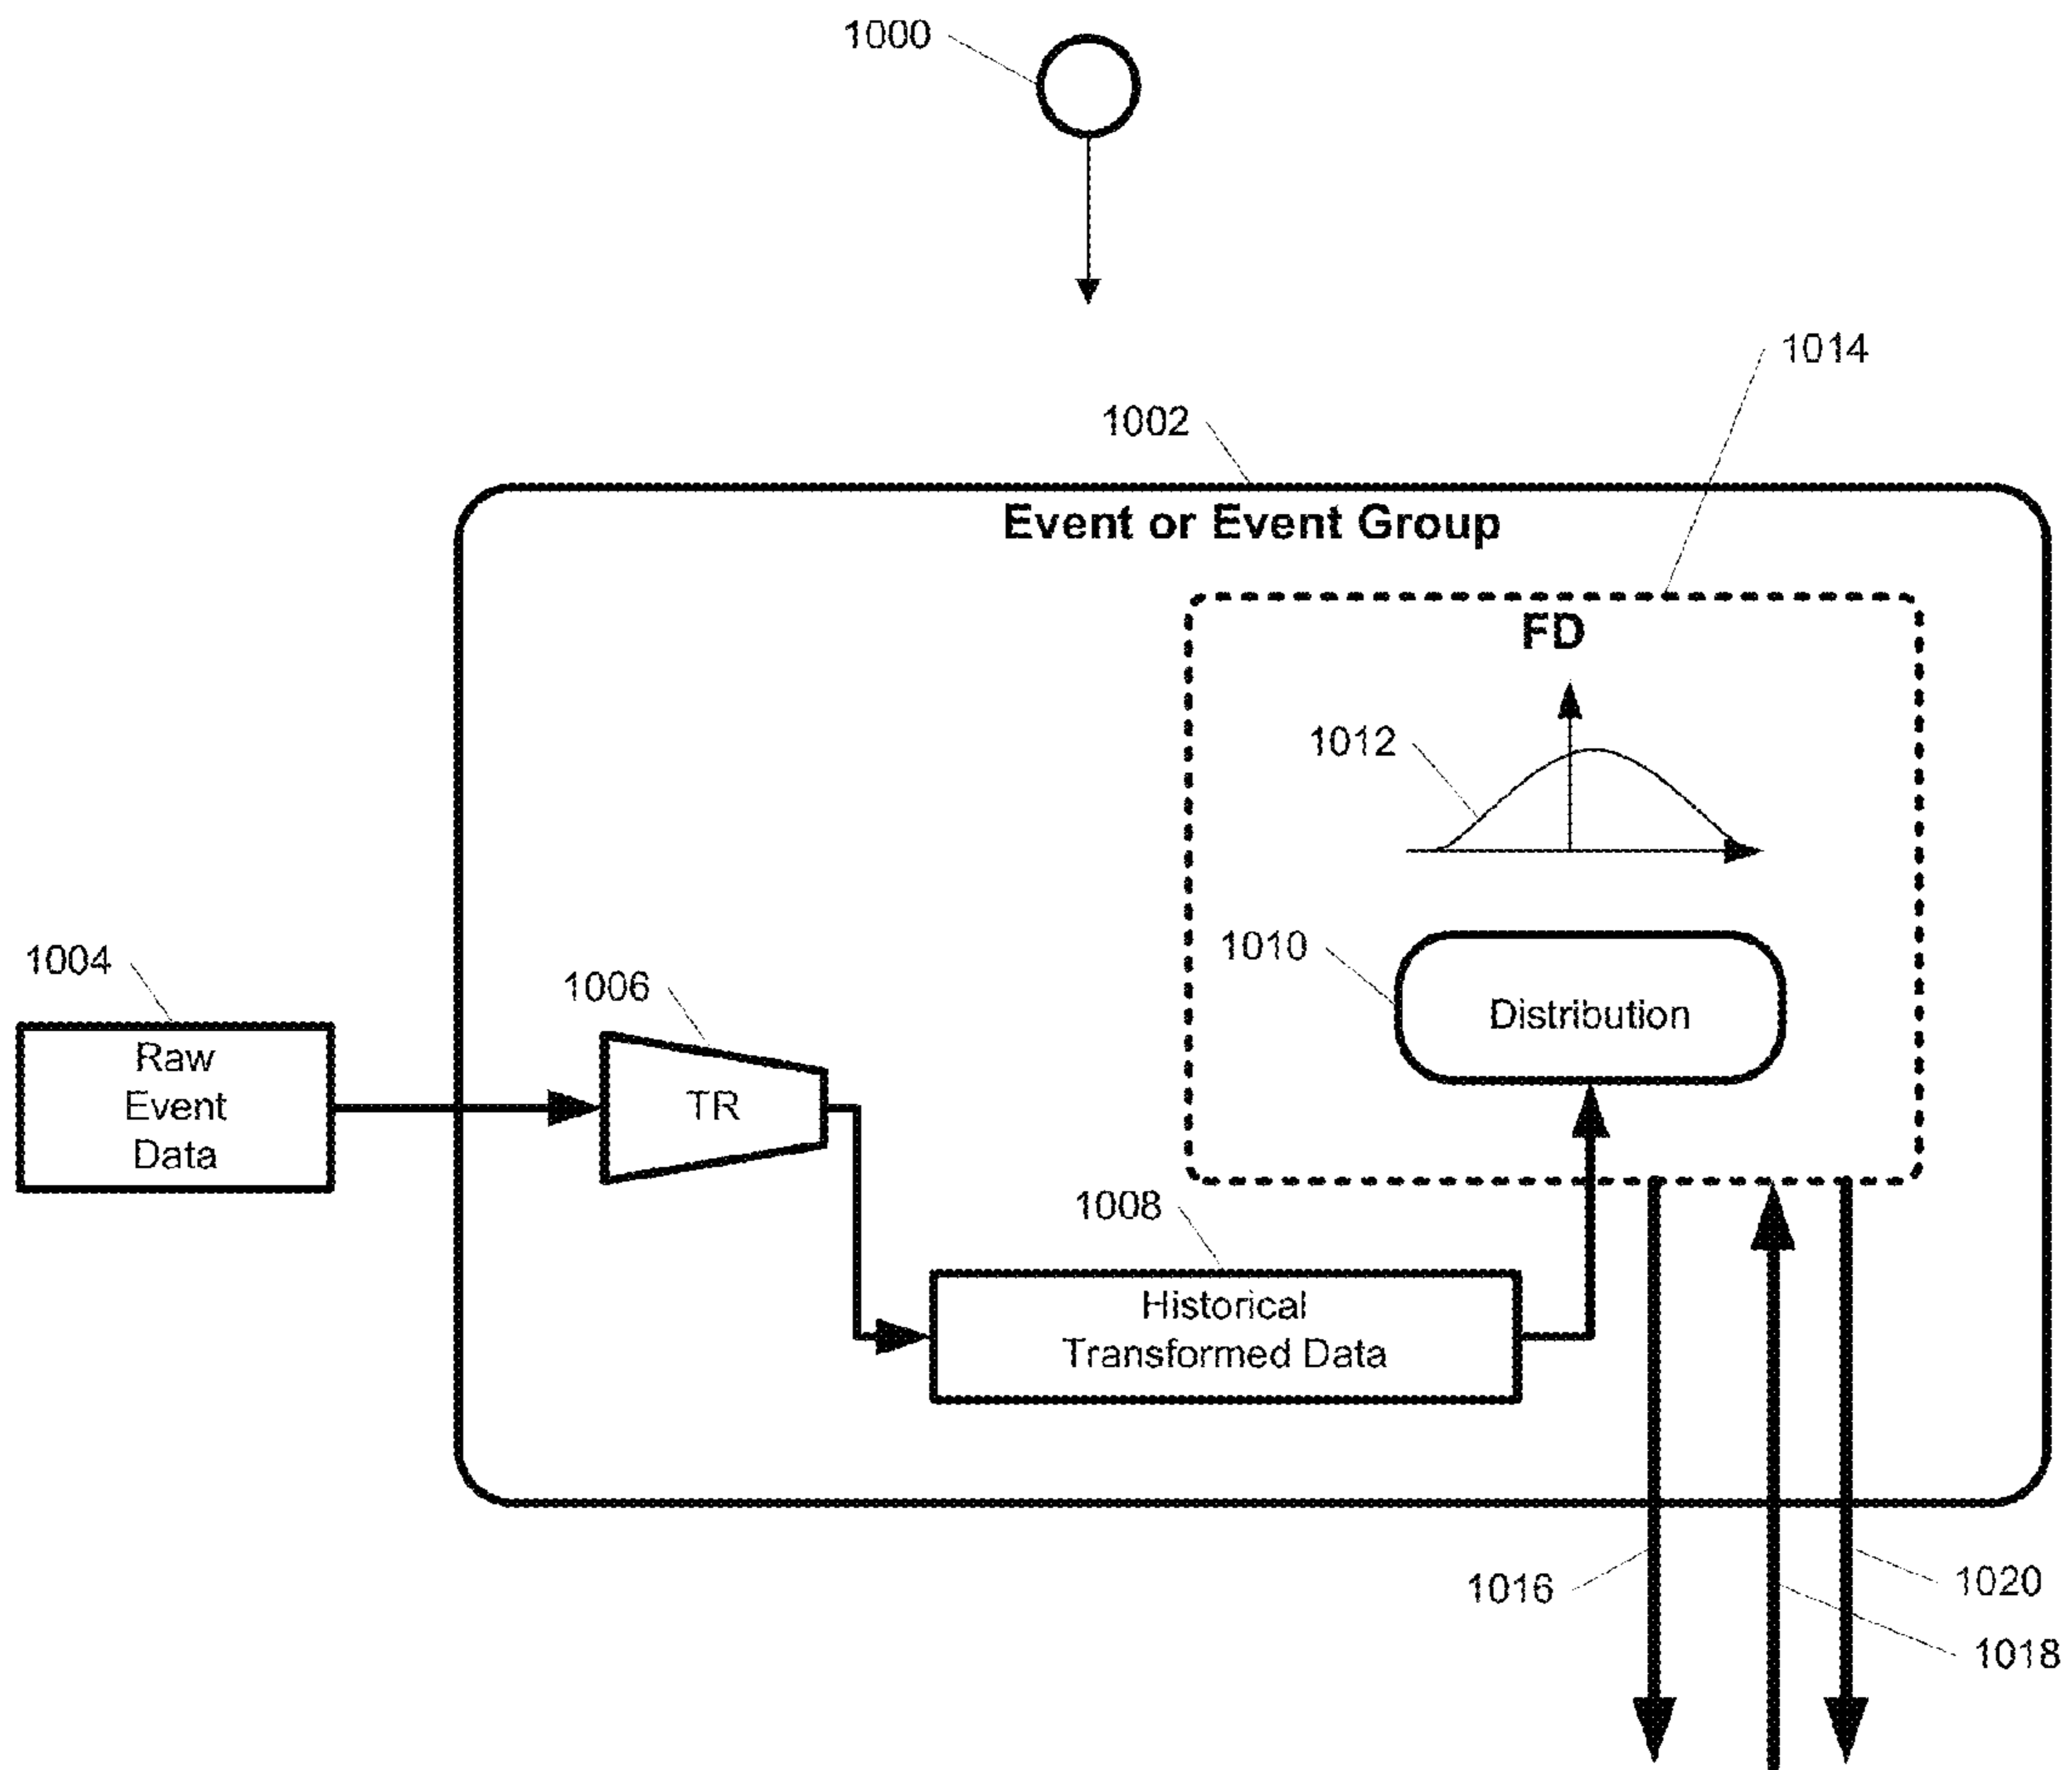 1000
1014
1002
Event or Event Group
FD
1012
1010
Distribution
1004
1006
Raw
Event
Data
TR
1008
Historical
Transformed Data
1016
1020
1018